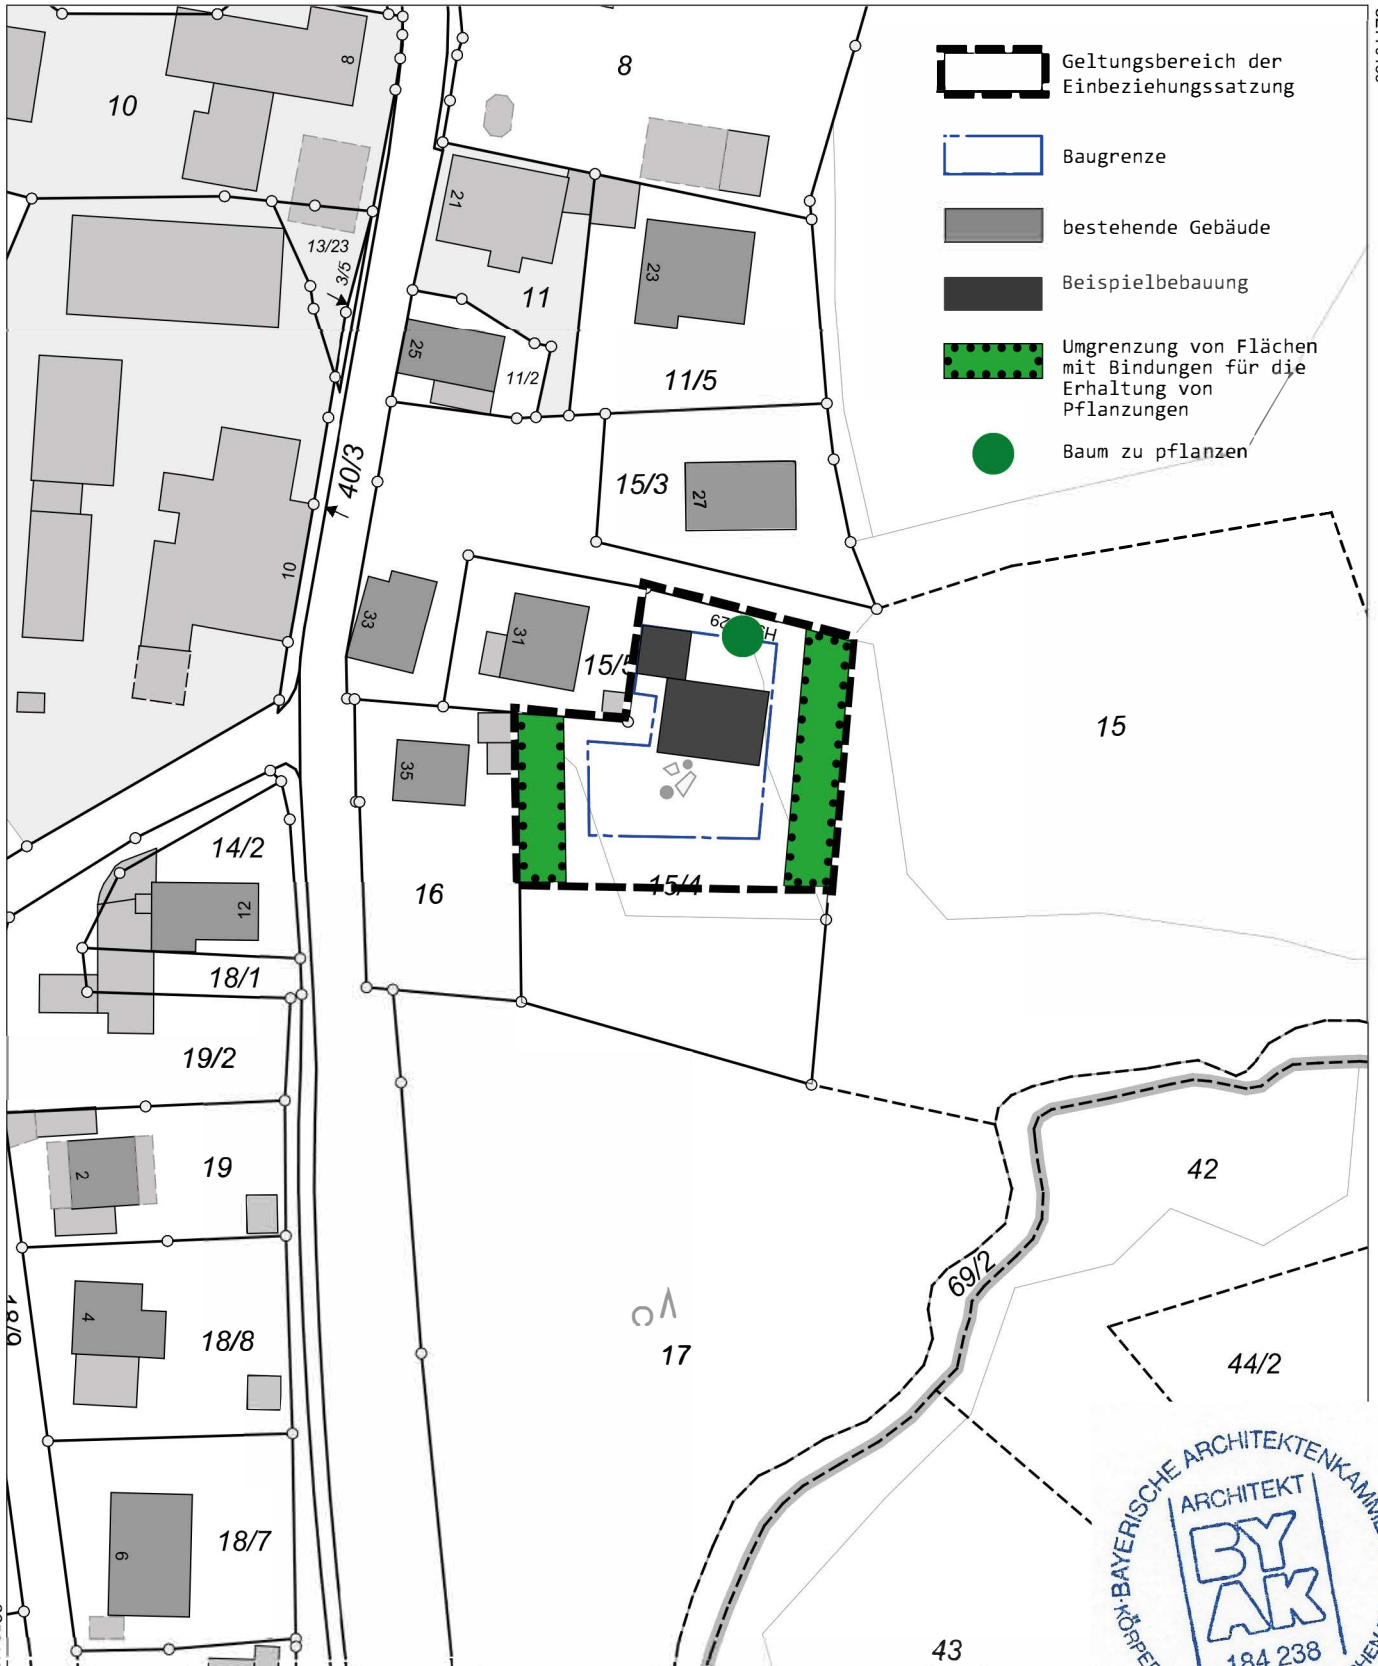 Geltungsbereich der
Einbeziehungssatzung
Baugrenze
bestehende Gebäude
Beispielbebauung
Umgrenzung von Flächen
mit Bindungen für die
Erhaltung von
Pflanzungen
Baum zu pflanzen
8
10
8
21
13/23
3/5
11
23
25
11/2
11/5
40/3
15/3
27
10
33
31
15/5
29
15
35
14/2
16
15/4
12
18/1
19/2
19
2
42
69/2
4
18/8
17
44/2
18/9
6
18/7
43
BAYERISCHE
ARCHITEKT
BY
AK
184 238